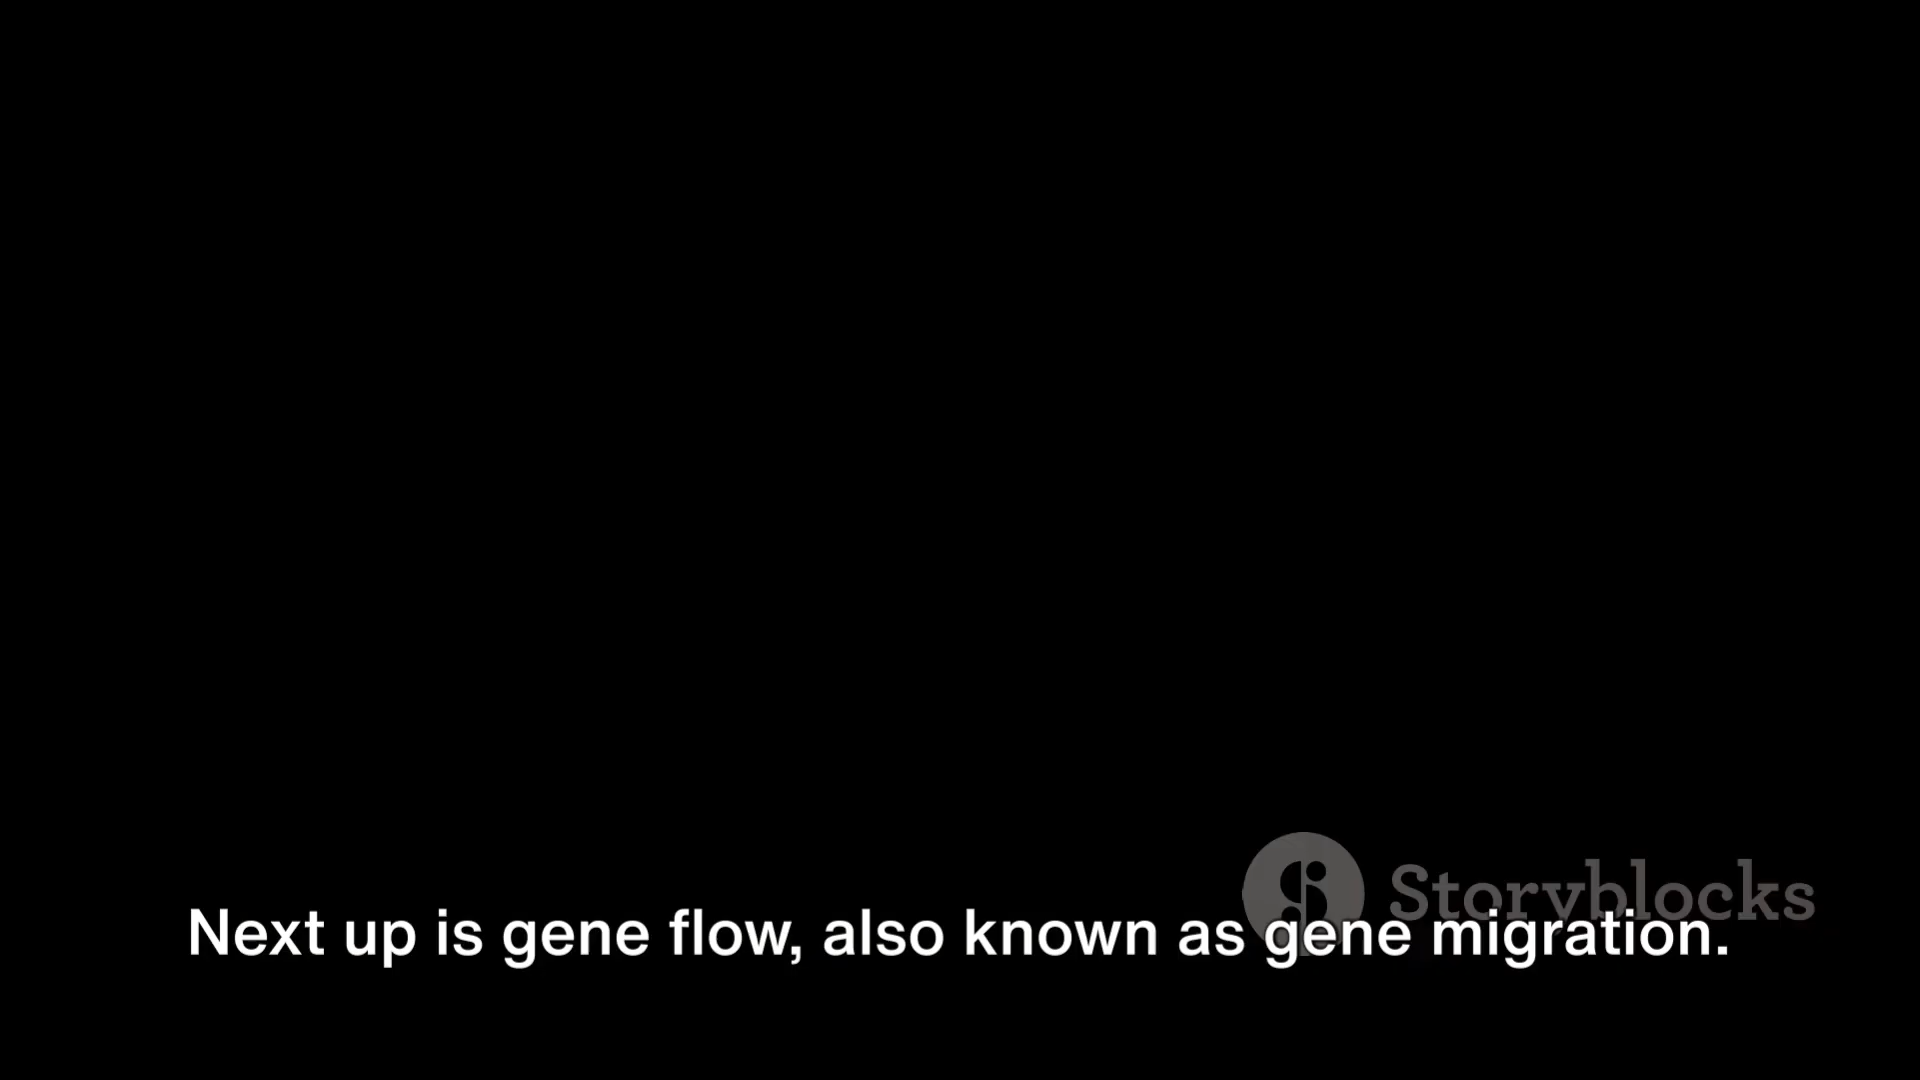 Storyblocks
Next up is gene flow, also known as gene migration.